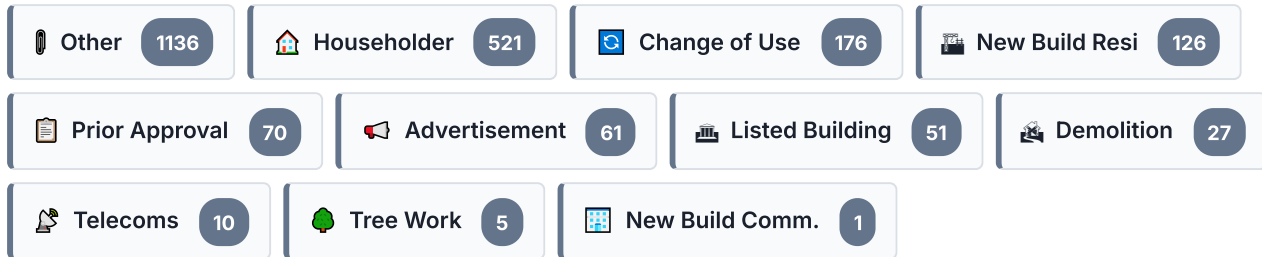 Other 1136 Householder 521 Change of Use 176 New Build Resi 126
Prior Approval 70 Advertisement 61 Listed Building 51 Demolition 27
Telecoms 10 Tree Work 5 New Build Comm. 1